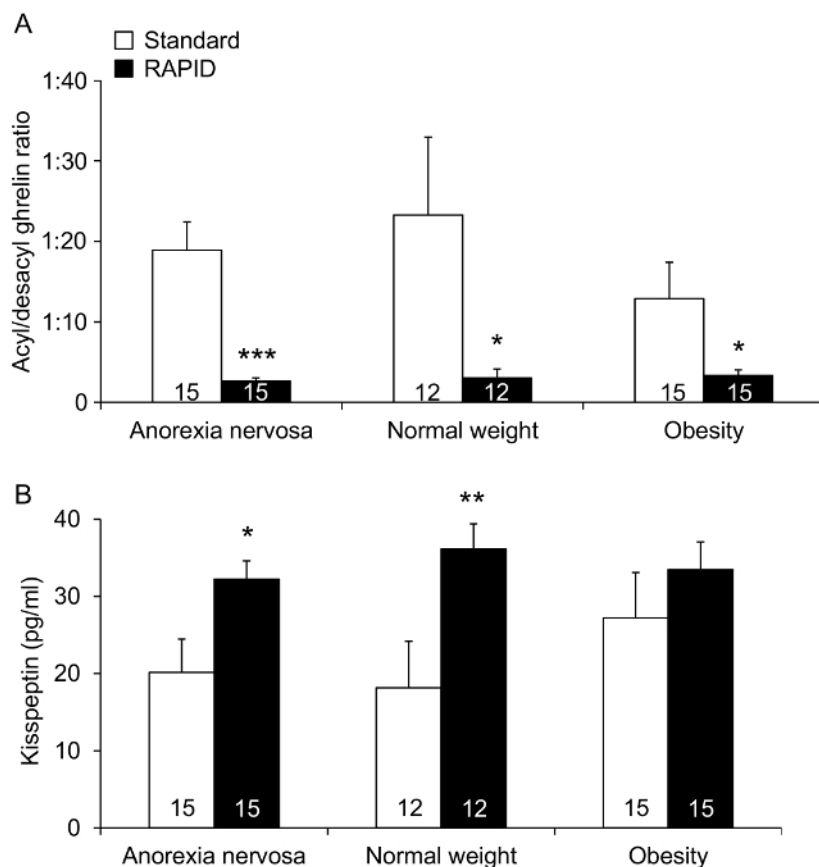 A
Standard
RAPID
Acyl/desacyl ghrelin ratio
1:40
1:30
1:20
1:10
0
***
*
*
15 15 12 12 15 15
Anorexia nervosa Normal weight Obesity
B
Kisspeptin (pg/ml)
40
30
20
10
0
*
**
15 15 12 12 15 15
Anorexia nervosa Normal weight Obesity